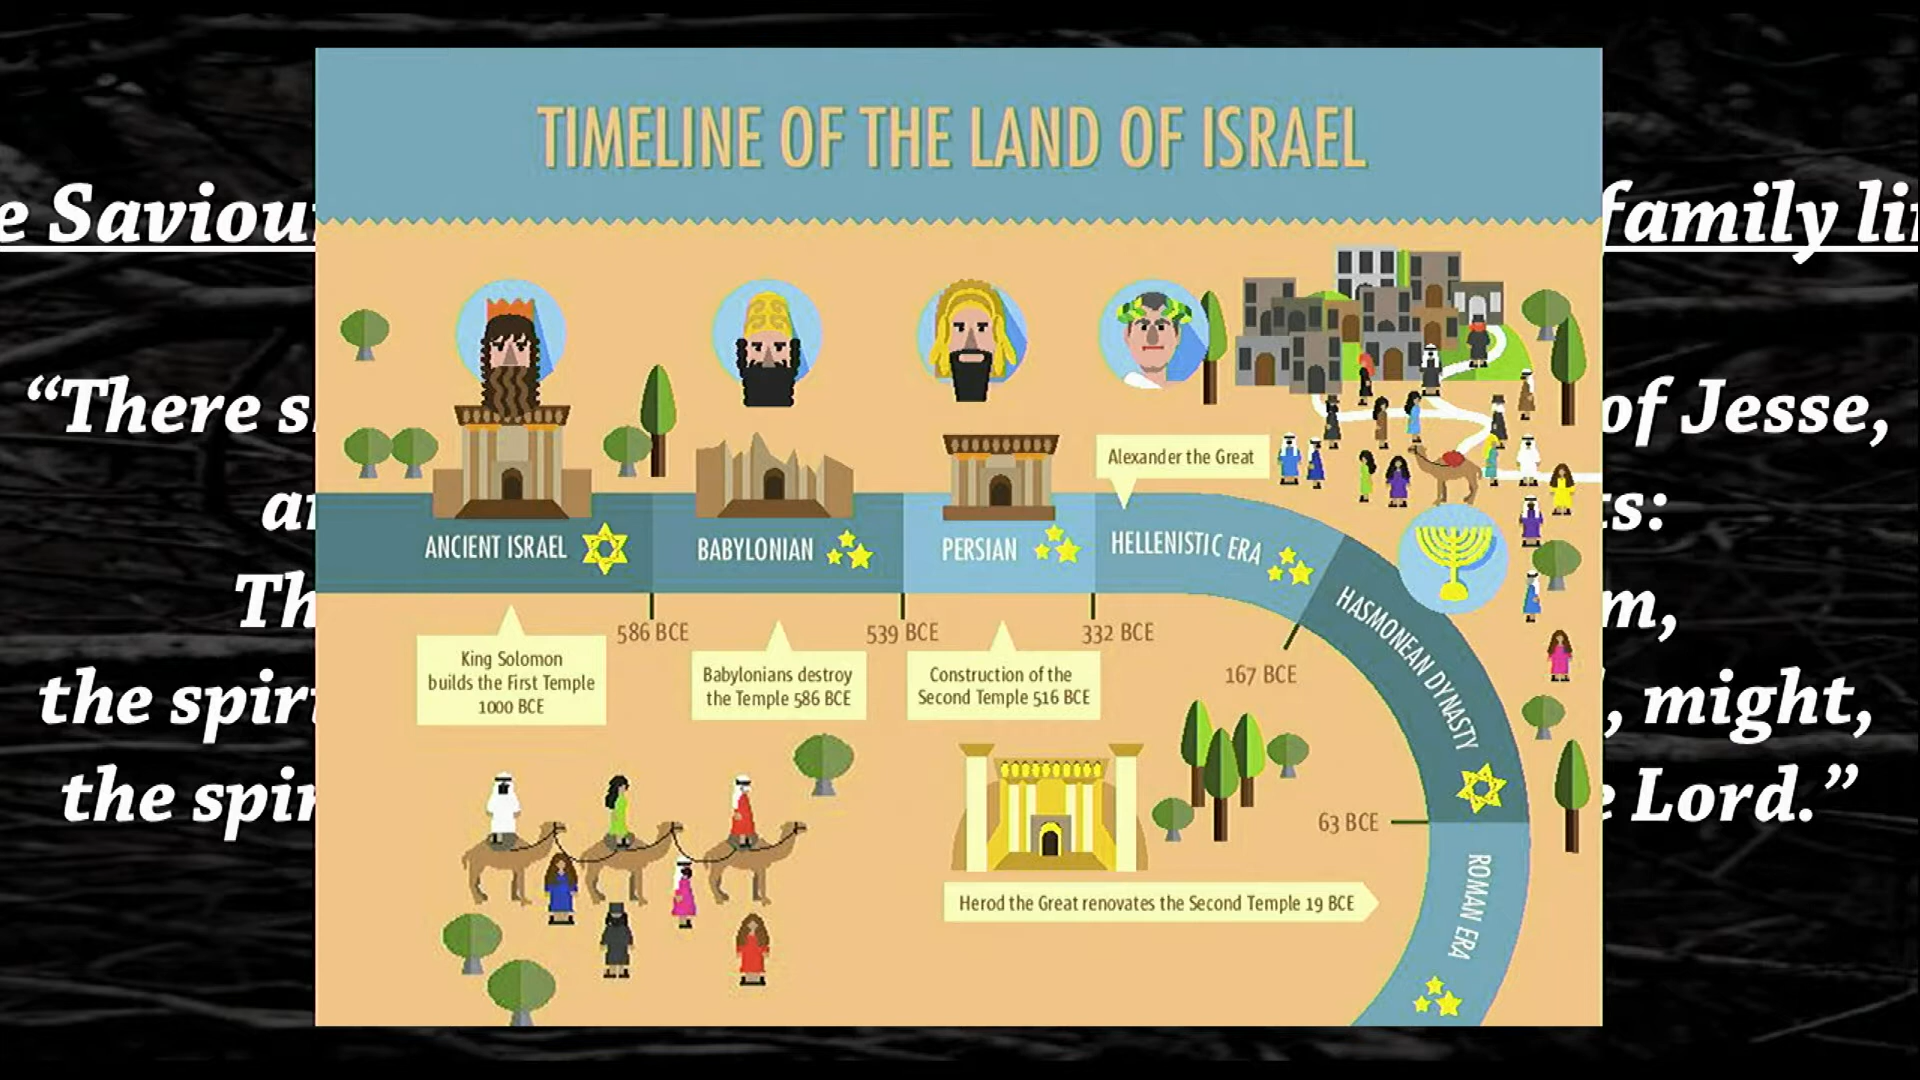 TIMELINE OF THE LAND OF ISRAEL
e Saviour
family li
“There s
of Jesse,
Alexander the Great
ts:
ANCIENT ISRAEL
BABYLONIAN
PERSIAN
HELLENISTIC ERA
HASMONEAN DYNASTY
ROMAN ERA
Th
m,
586 BCE
539 BCE
332 BCE
167 BCE
63 BCE
King Solomon
builds the First Temple
1000 BCE
Babylonians destroy
the Temple 586 BCE
Construction of the
Second Temple 516 BCE
the spir
, might,
the spir
Lord.”
Herod the Great renovates the Second Temple 19 BCE